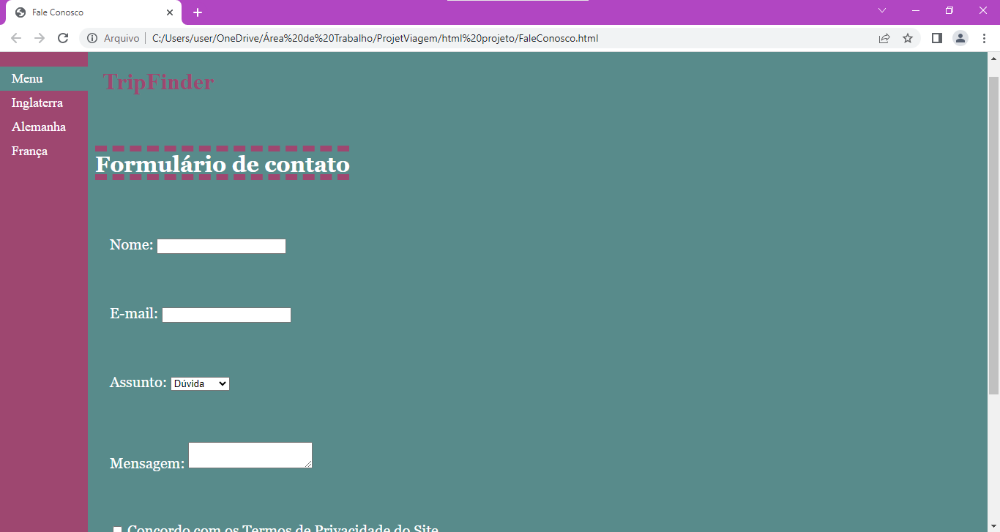 Fale Conosco
Arquivo C:/Users/user/OneDrive/Área%20de%20Trabalho/ProjetViagem/html%20projeto/FaleConosco.html
Menu
Inglaterra
Alemanha
França
TripFinder
Formulário de contato
Nome:
E-mail:
Assunto: Dúvida
Mensagem:
Concordo com os Termos de Privacidade do Site